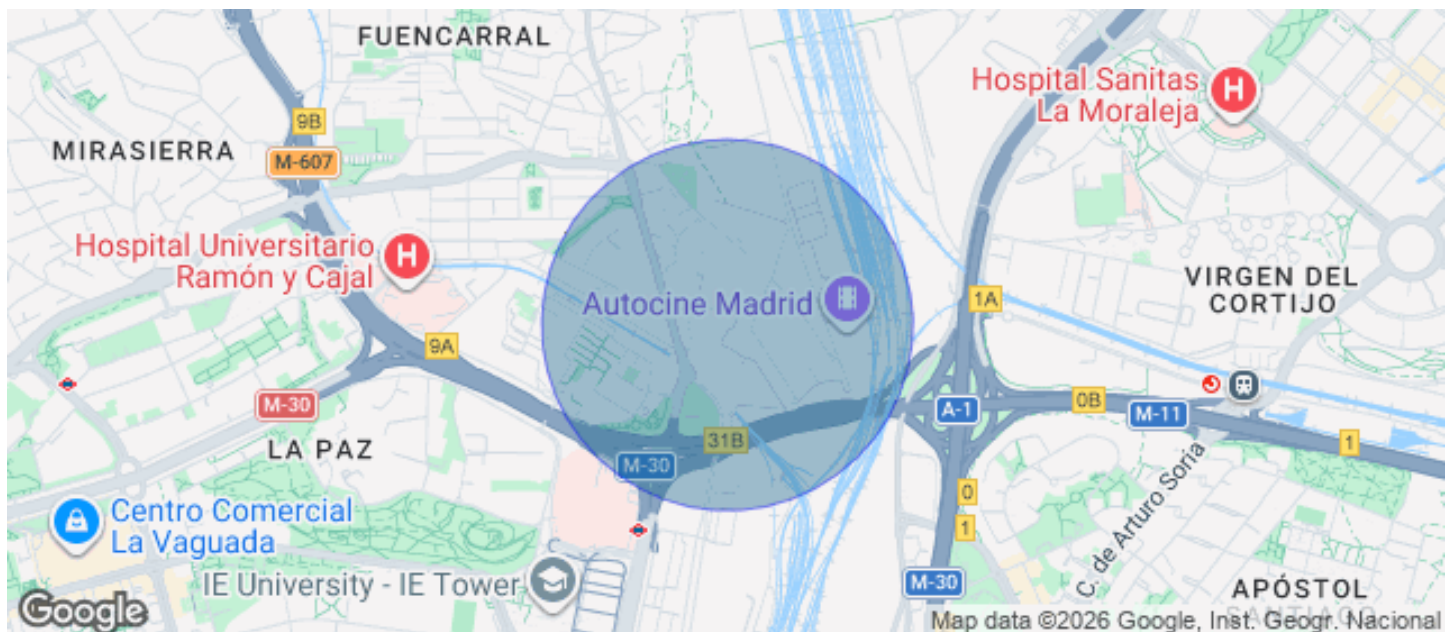 FUENCARRAL
Hospital Sanitas
La Moraleja
H
9B
MIRASIERRA
M-607
Hospital Universitario
Ramón y Cajal
H
VIRGEN DEL
CORTIJO
Autocine Madrid
1A
9A
M-30
A-1
0B
M-11
31B
1
LA PAZ
M-30
C. de Arturo Soria
0
1
Centro Comercial
La Vaguada
IE University - IE Tower
M-30
APÓSTOL
SANTIAGO
Google
Map data ©2026 Google, Inst. Geogr. Nacional